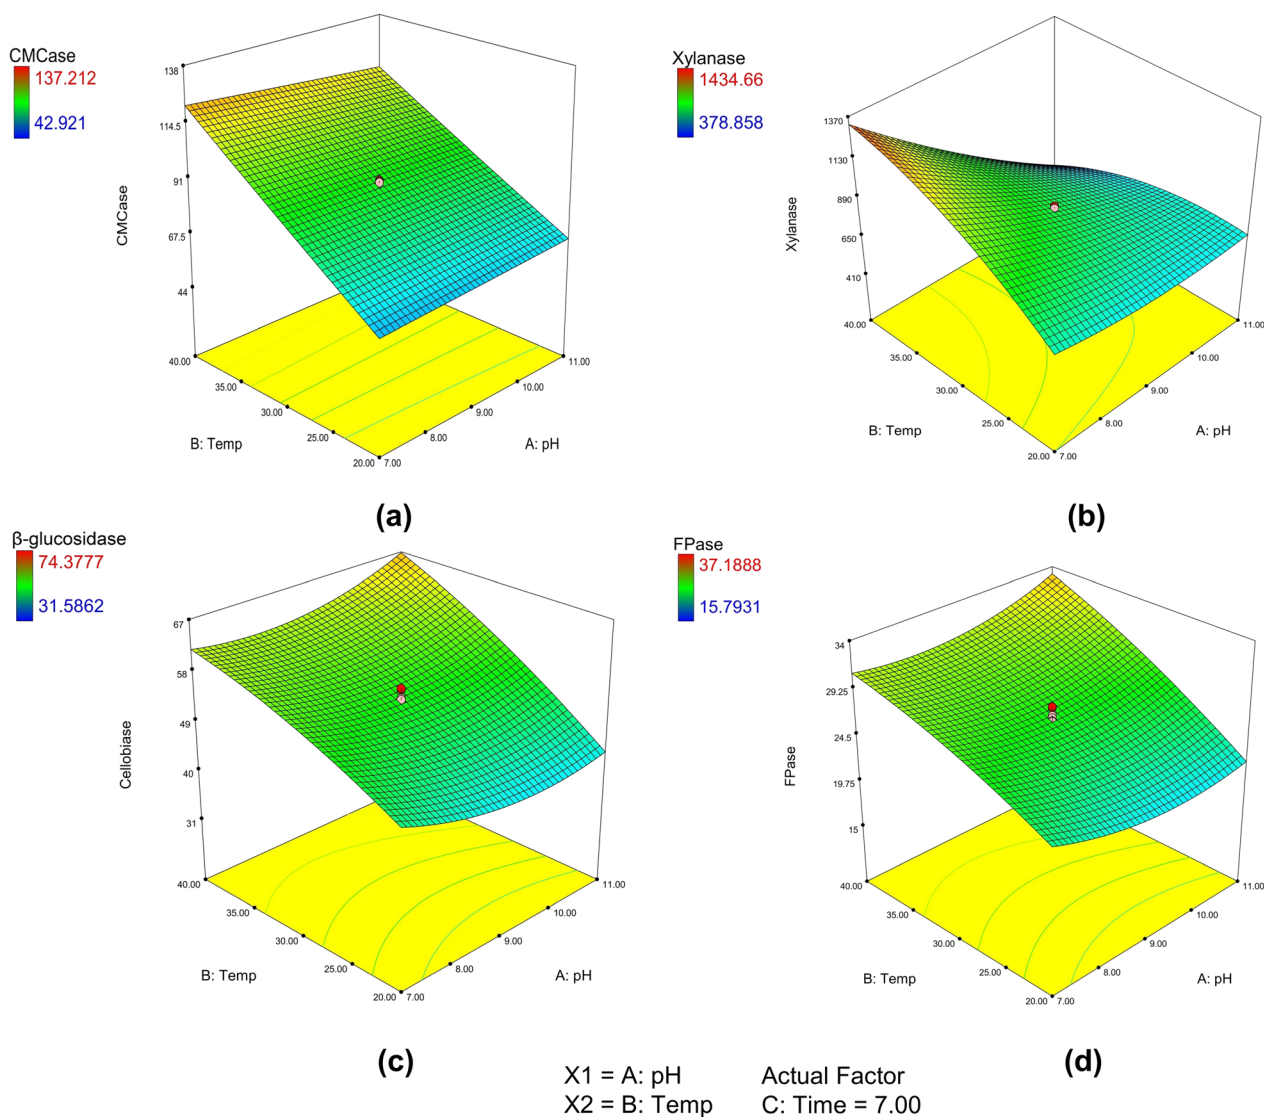 CMCase
137.212
42.921
138
114.5
91
67.5
44
CMCase
40.00
35.00
30.00
25.00
20.00
7.00
8.00
9.00
10.00
11.00
B: Temp
A: pH
(a)
Xylanase
1434.66
378.858
1370
1130
890
650
410
Xylanase
40.00
35.00
30.00
25.00
20.00
7.00
8.00
9.00
10.00
11.00
B: Temp
A: pH
(b)
β-glucosidase
74.3777
31.5862
67
58
49
40
31
Cellobiase
40.00
35.00
30.00
25.00
20.00
7.00
8.00
9.00
10.00
11.00
B: Temp
A: pH
(c)
FPase
37.1888
15.7931
34
29.25
24.5
19.75
15
FPase
40.00
35.00
30.00
25.00
20.00
7.00
8.00
9.00
10.00
11.00
B: Temp
A: pH
(d)
X1 = A: pH
X2 = B: Temp
Actual Factor
C: Time = 7.00